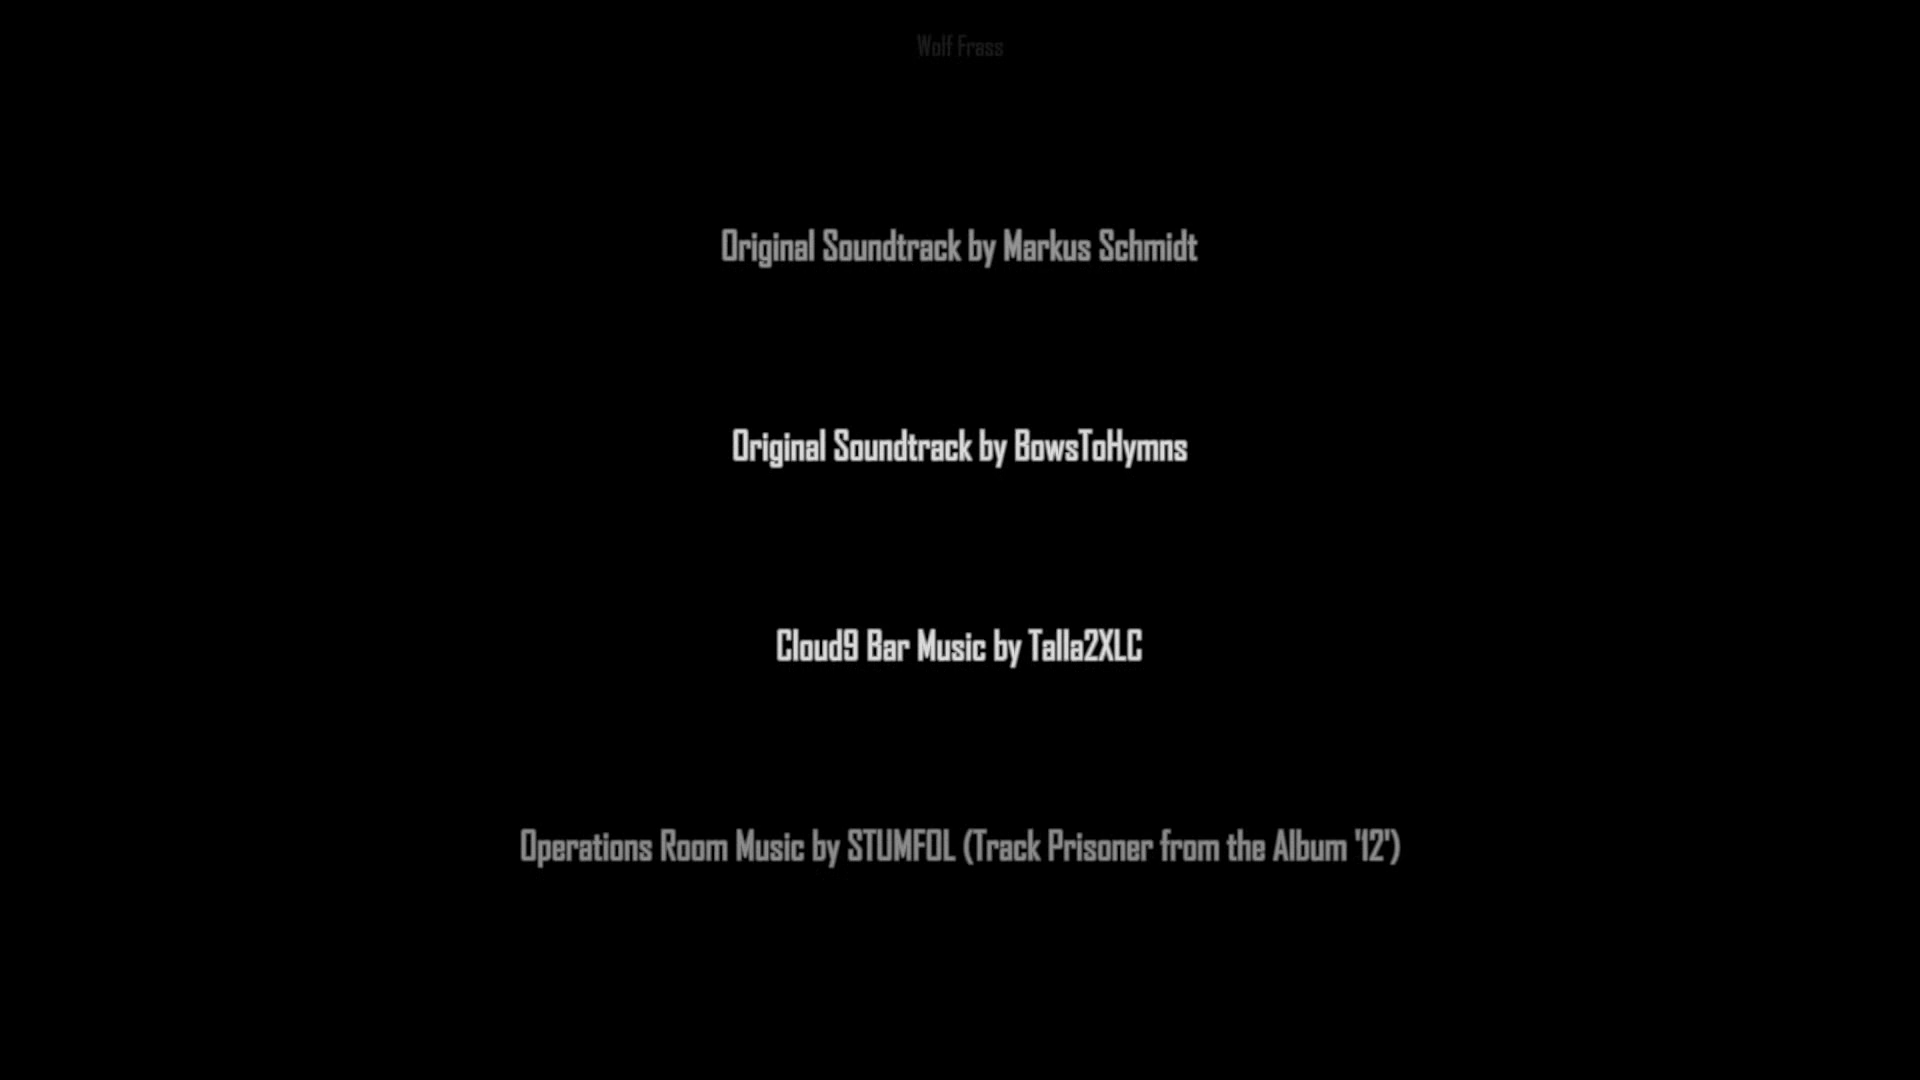 Wolf Frass
Original Soundtrack by Markus Schmidt
Original Soundtrack by BowsToHymns
Cloud9 Bar Music by Talla2XLC
Operations Room Music by STUMFOL (Track Prisoner from the Album '12')